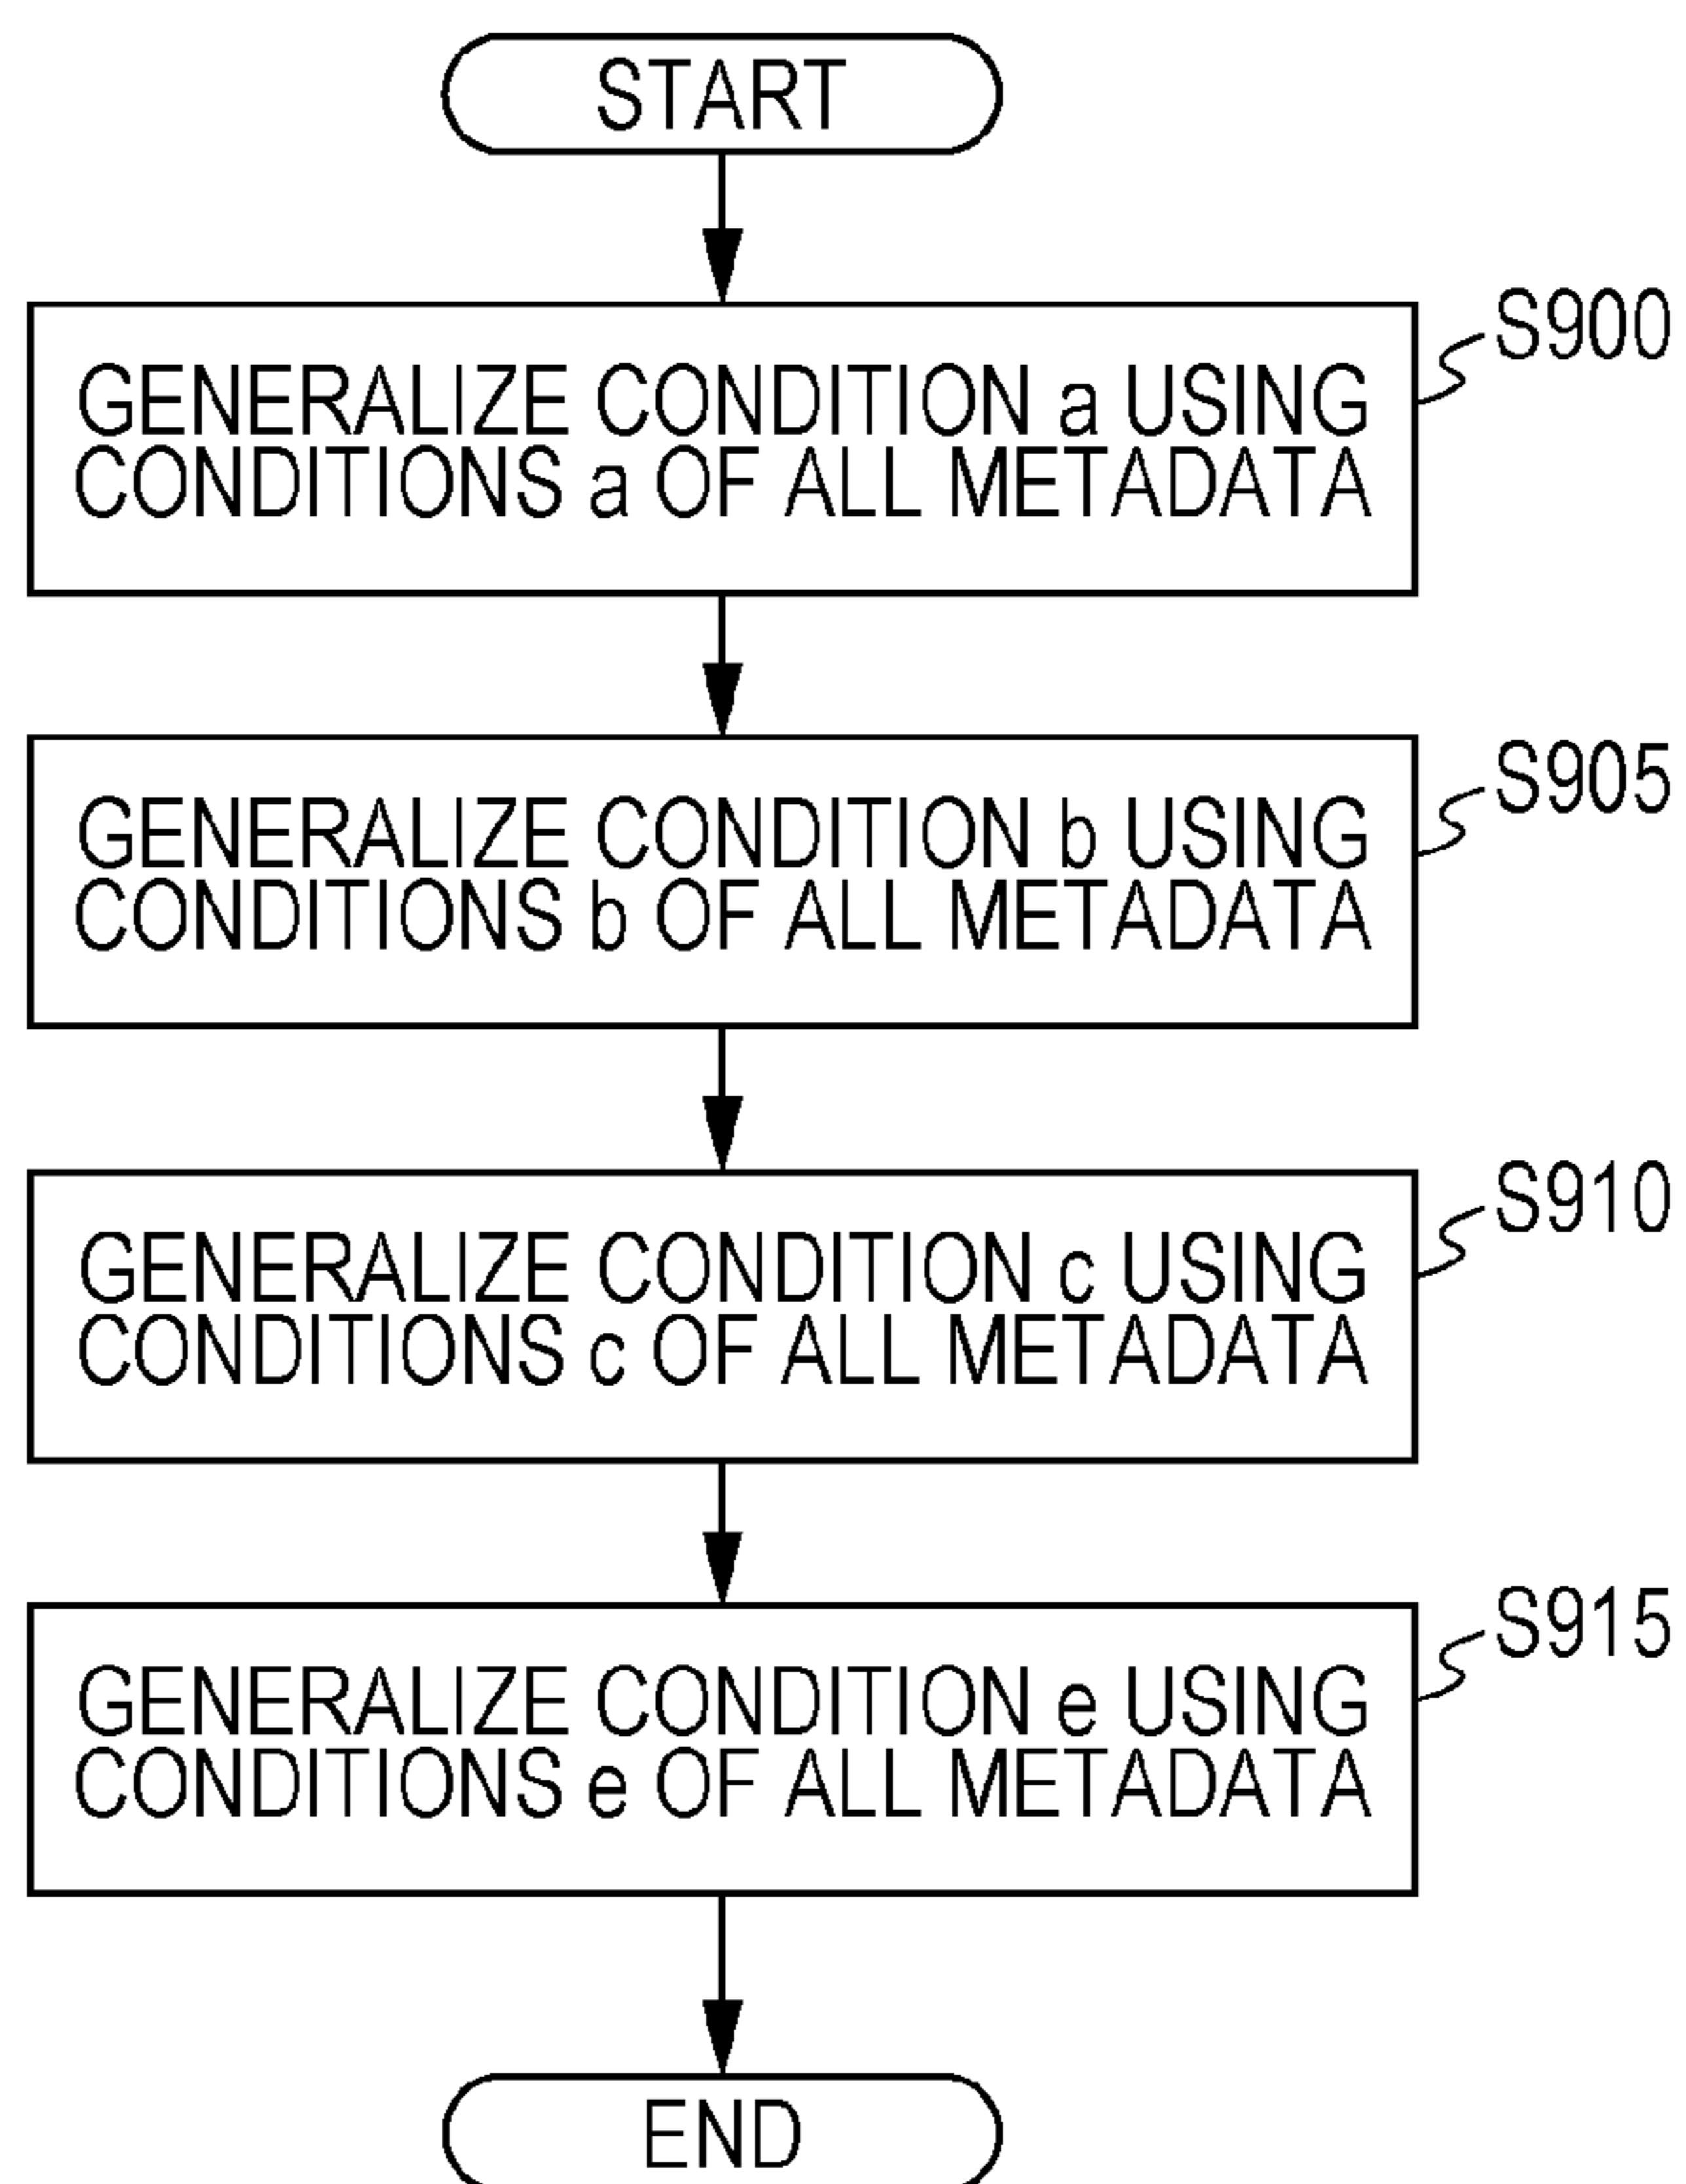 START
S900
GENERALIZE CONDITION a USING
CONDITIONS a OF ALL METADATA
S905
GENERALIZE CONDITION b USING
CONDITIONS b OF ALL METADATA
S910
GENERALIZE CONDITION c USING
CONDITIONS c OF ALL METADATA
S915
GENERALIZE CONDITION e USING
CONDITIONS e OF ALL METADATA
END